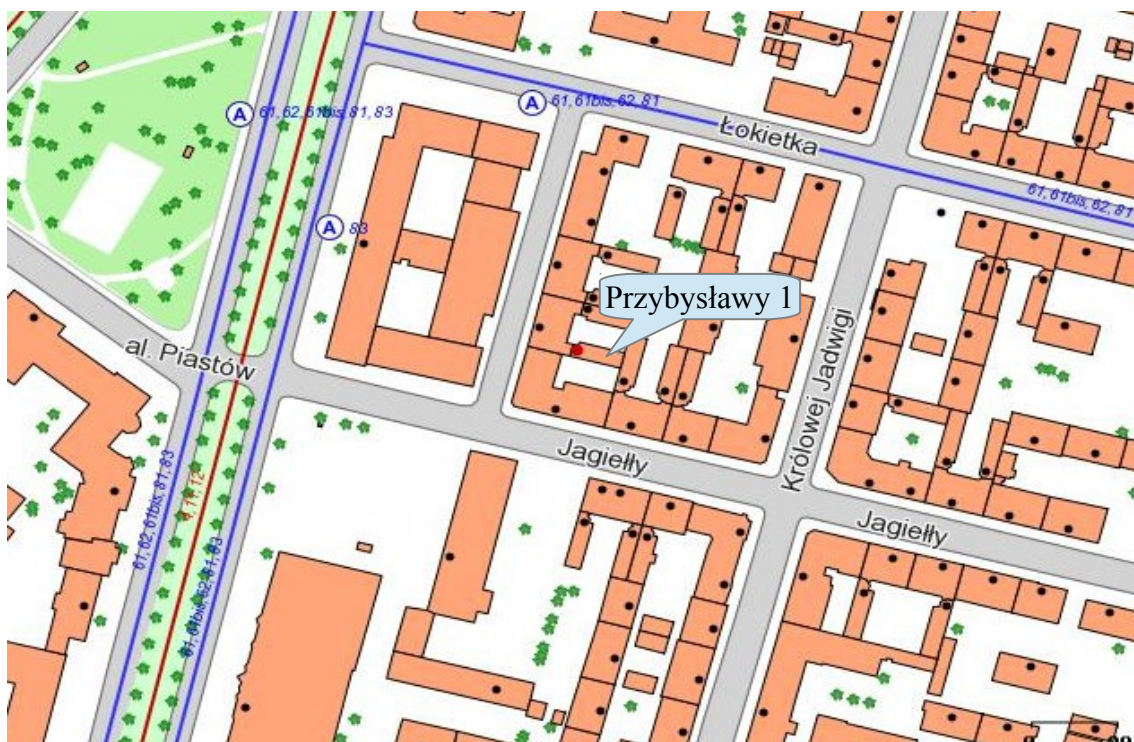 A 61, 62, 61bis, 81, 83
A 61, 61bis, 62, 81
Łokietka
61, 61bis, 62, 81
A 83
Przybysławy 1
al. Piastów
Królowej Jadwigi
Jagiełły
Jagiełły
61, 62, 61bis, 81, 83
4, 11, 12
61, 61bis, 62, 81, 83